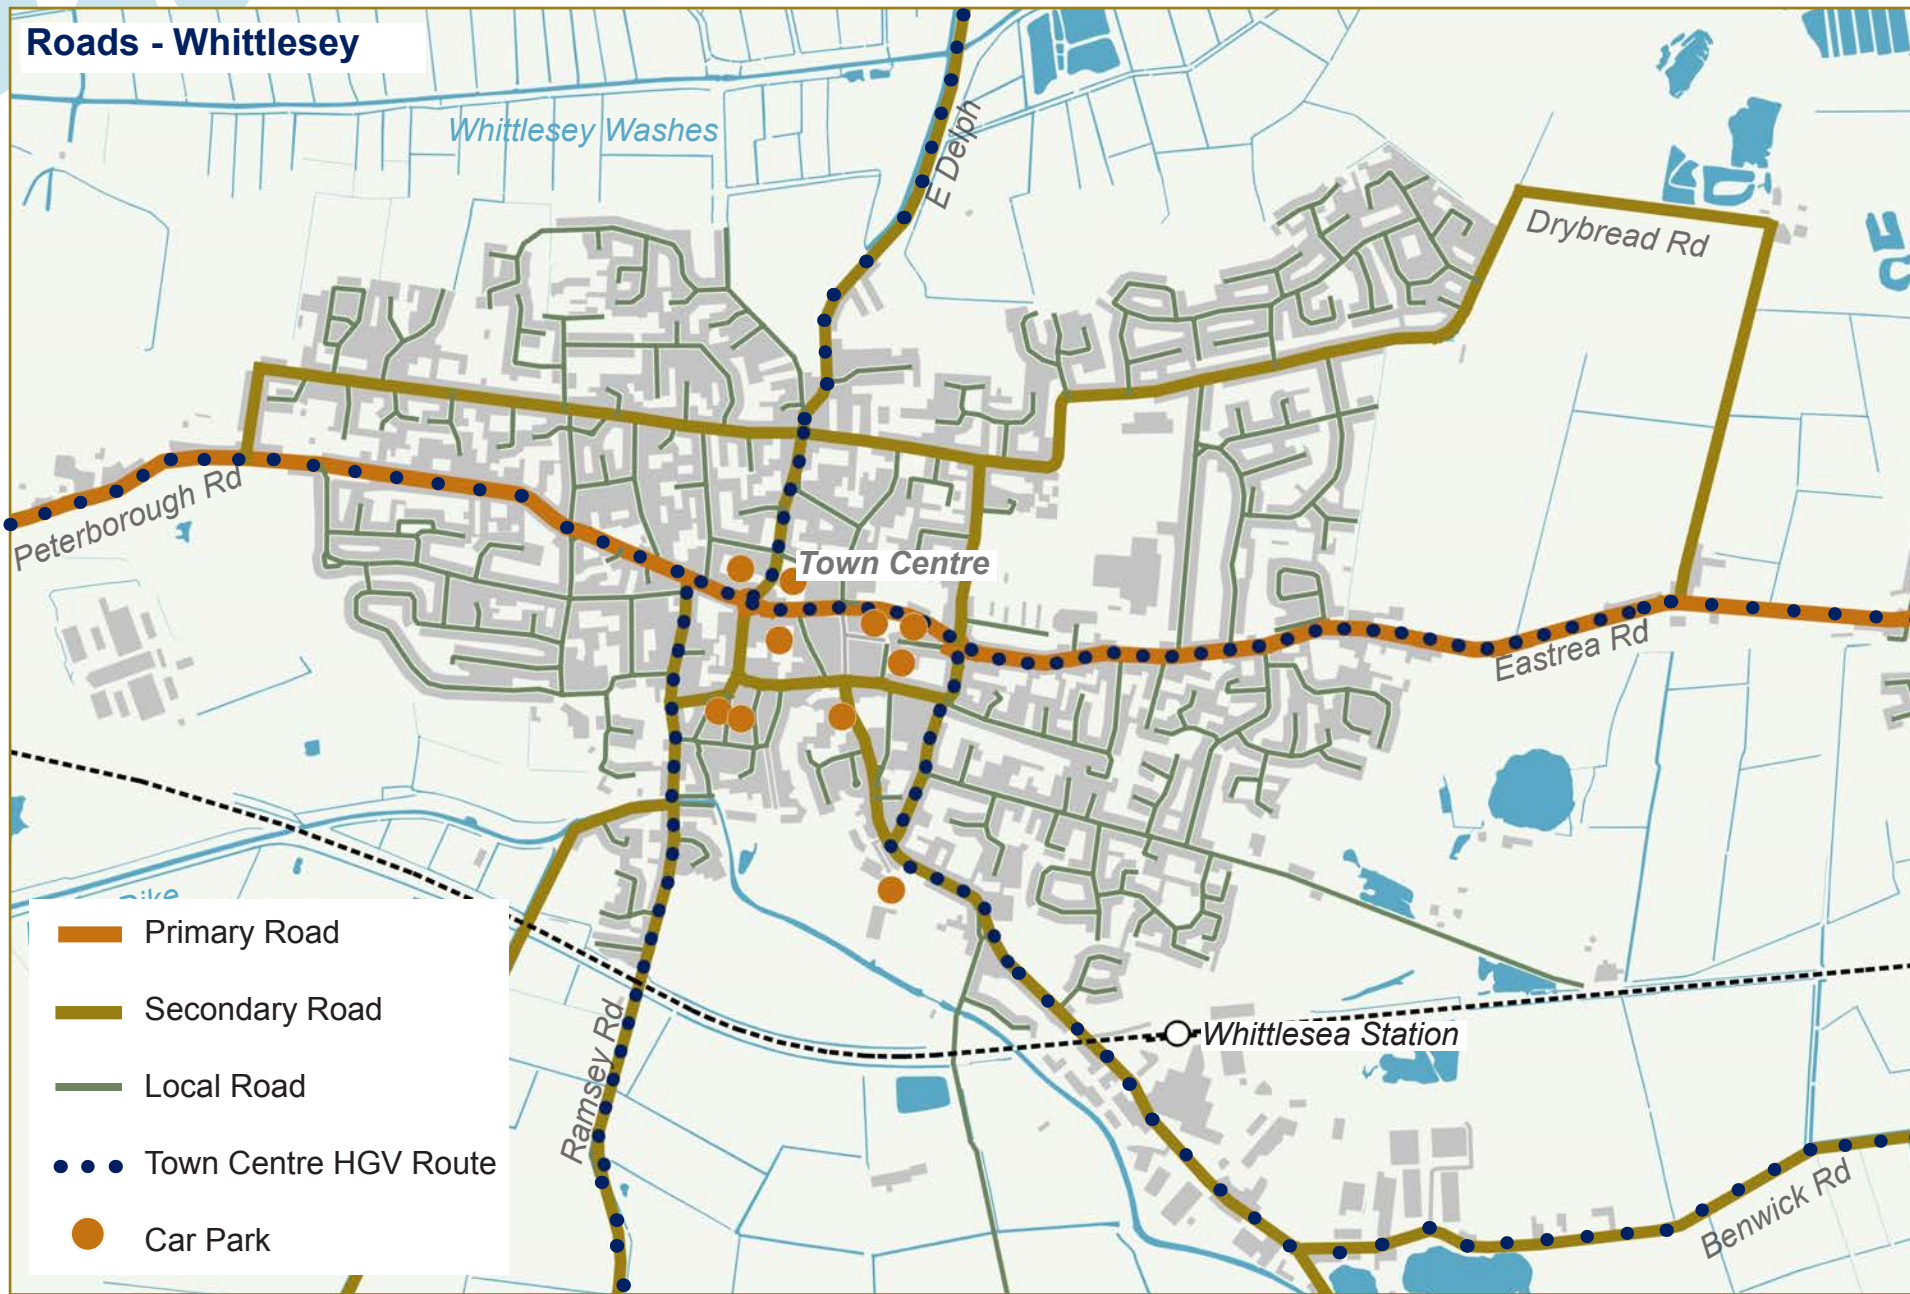 Roads - Whittlesey
Whittlesey Washes
E Delph
Drybread Rd
Peterborough Rd
Town Centre
Eastrea Rd
Primary Road
Secondary Road
Local Road
Town Centre HGV Route
Car Park
Ramsey Rd
Whittlesea Station
Benwick Rd